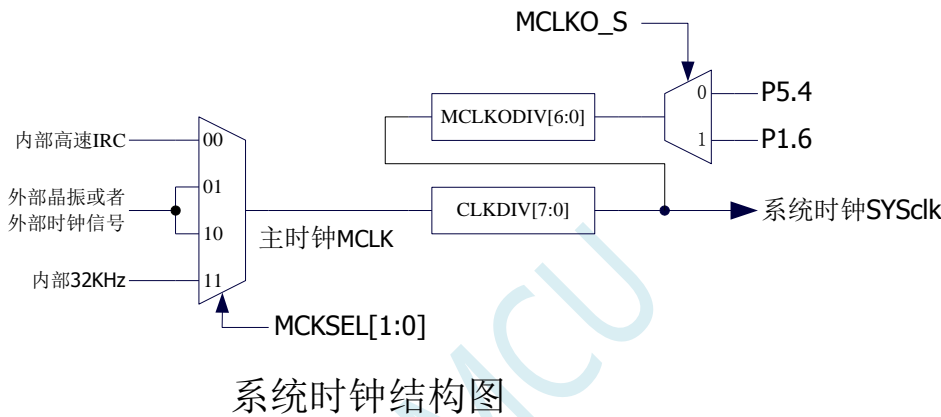 MCLKO_S
0
P5.4
MCLKODIV[6:0]
1
P1.6
内部高速IRC
00
外部晶振或者
外部时钟信号
01
10
主时钟MCLK
CLKDIV[7:0]
系统时钟SYSclk
内部32KHz
11
MCKSEL[1:0]
系统时钟结构图
MCU